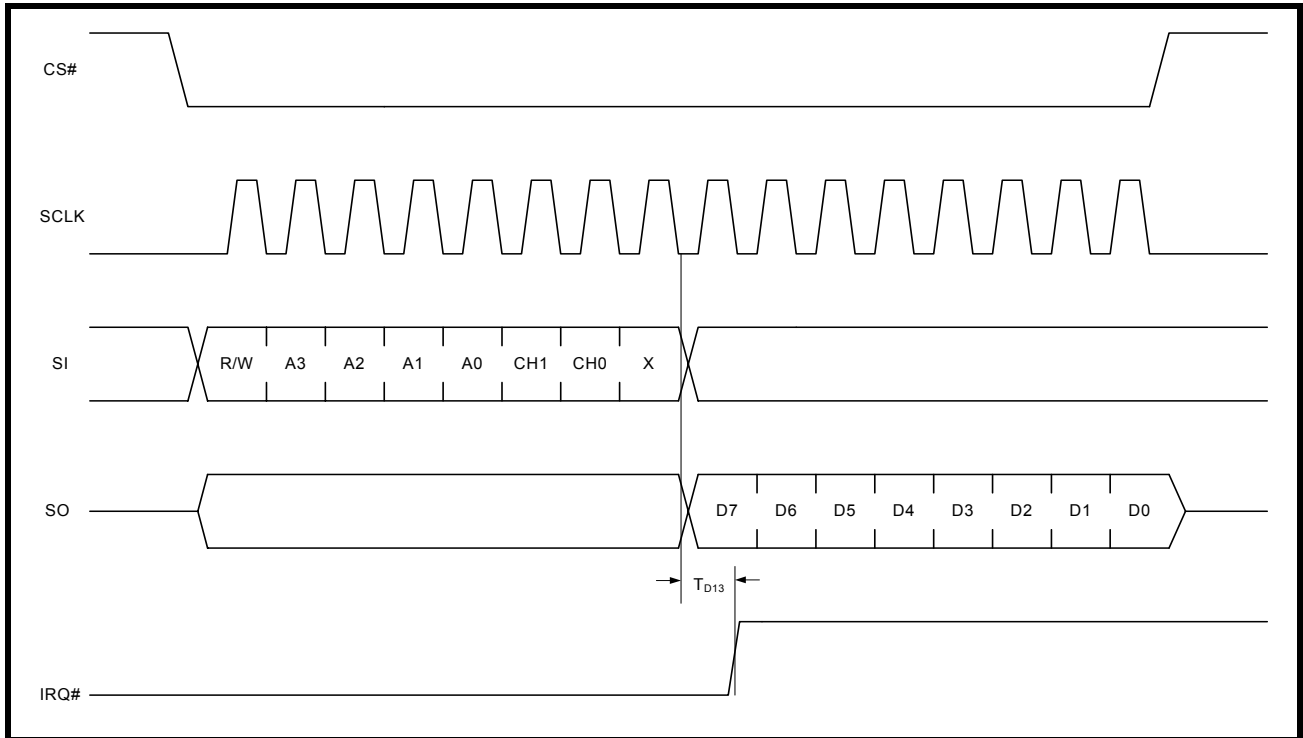 CS#
SCLK
SI
R/W A3 A2 A1 A0 CH1 CH0 X
SO
D7 D6 D5 D4 D3 D2 D1 D0
TD13
IRQ#